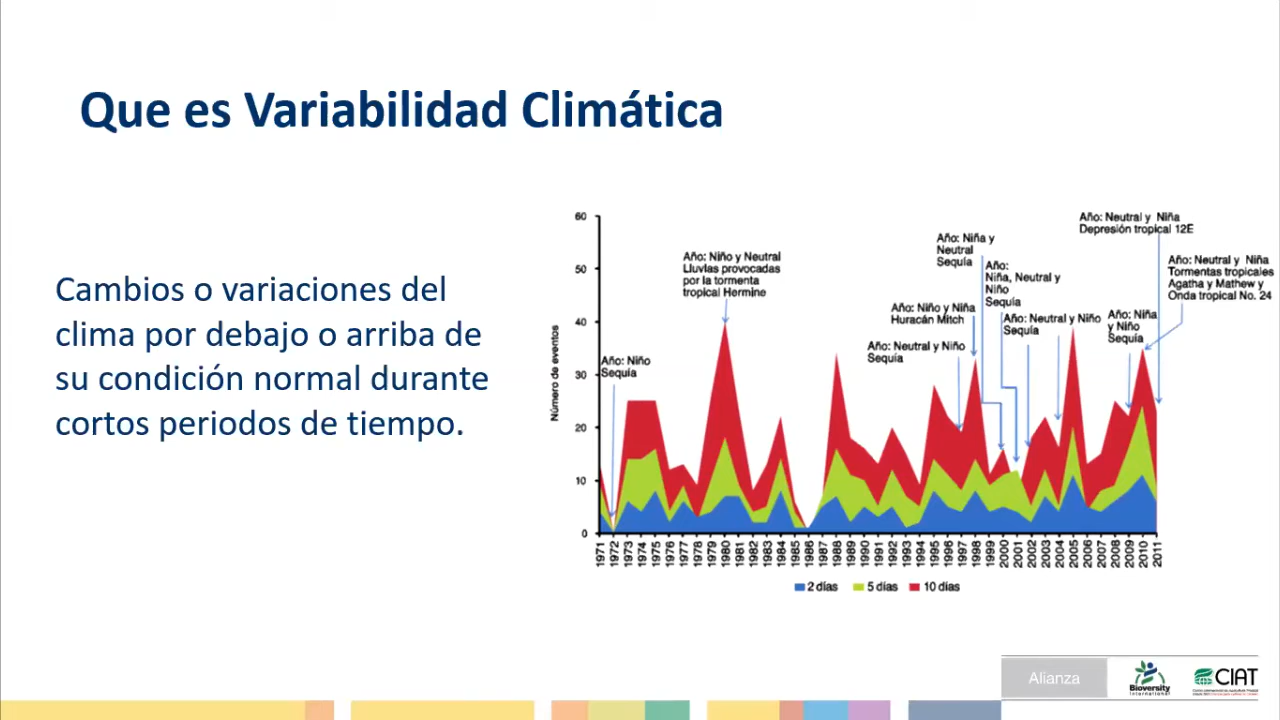 Que es Variabilidad Climática
Cambios o variaciones del
clima por debajo o arriba de
su condición normal durante
cortos periodos de tiempo.
Número de eventos
60
50
40
30
20
10
0
Año: Niño
Sequía
Año: Niño y Neutral
Lluvias provocadas
por la tormenta
tropical Hermine
Año: Neutral y Niño
Sequía
Año: Niño y Niña
Huracán Mitch
Año: Niña y
Neutral
Sequía
Año:
Niña, Neutral y
Niño
Sequía
Año: Neutral y Niño
Sequía
Año: Niña
y Niño
Sequía
Año: Neutral y Niña
Depresión tropical 12E
Año: Neutral y Niña
Tormentas tropicales
Agatha y Mathew y
Onda tropical No. 24
1971 1972 1973 1974 1975 1976 1977 1978 1979 1980 1981 1982 1983 1984 1985 1986 1987 1988 1989 1990 1991 1992 1993 1994 1995 1996 1997 1998 1999 2000 2001 2002 2003 2004 2005 2006 2007 2008 2009 2010 2011
2 días 5 días 10 días
Alianza
Bioversity
International
CIAT